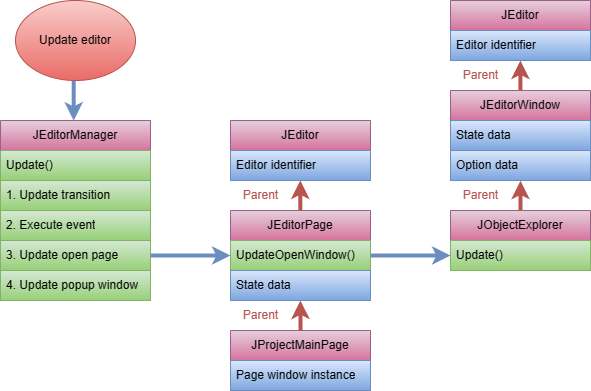 Update editor
JEditorManager
Update()
1. Update transition
2. Execute event
3. Update open page
4. Update popup window
JEditor
Editor identifier
Parent
JEditorPage
UpdateOpenWindow()
State data
Parent
JProjectMainPage
Page window instance
JEditor
Editor identifier
Parent
JEditorWindow
State data
Option data
Parent
JObjectExplorer
Update()